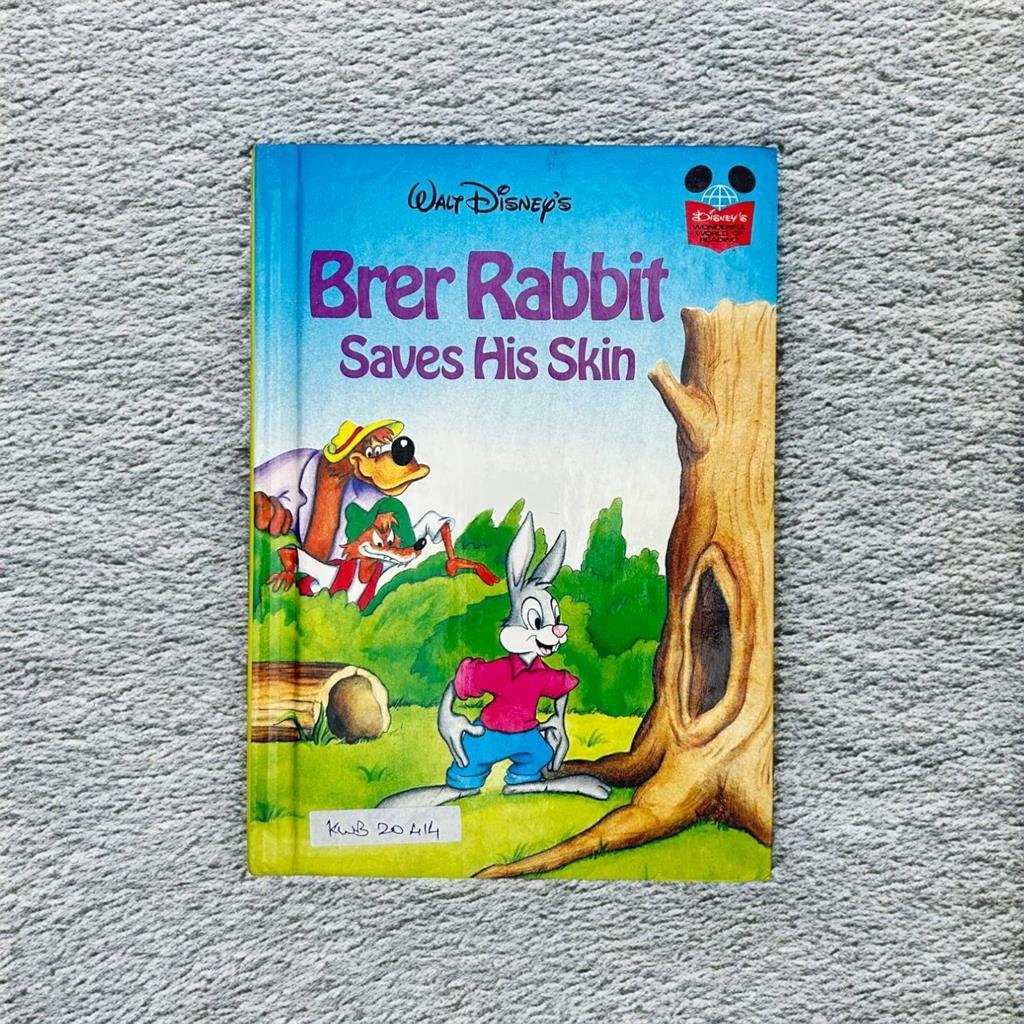 WALT DISNEY'S
DISNEY'S
WONDERFUL
WORLD OF
READING
Brer Rabbit
Saves His Skin
KWB 20414